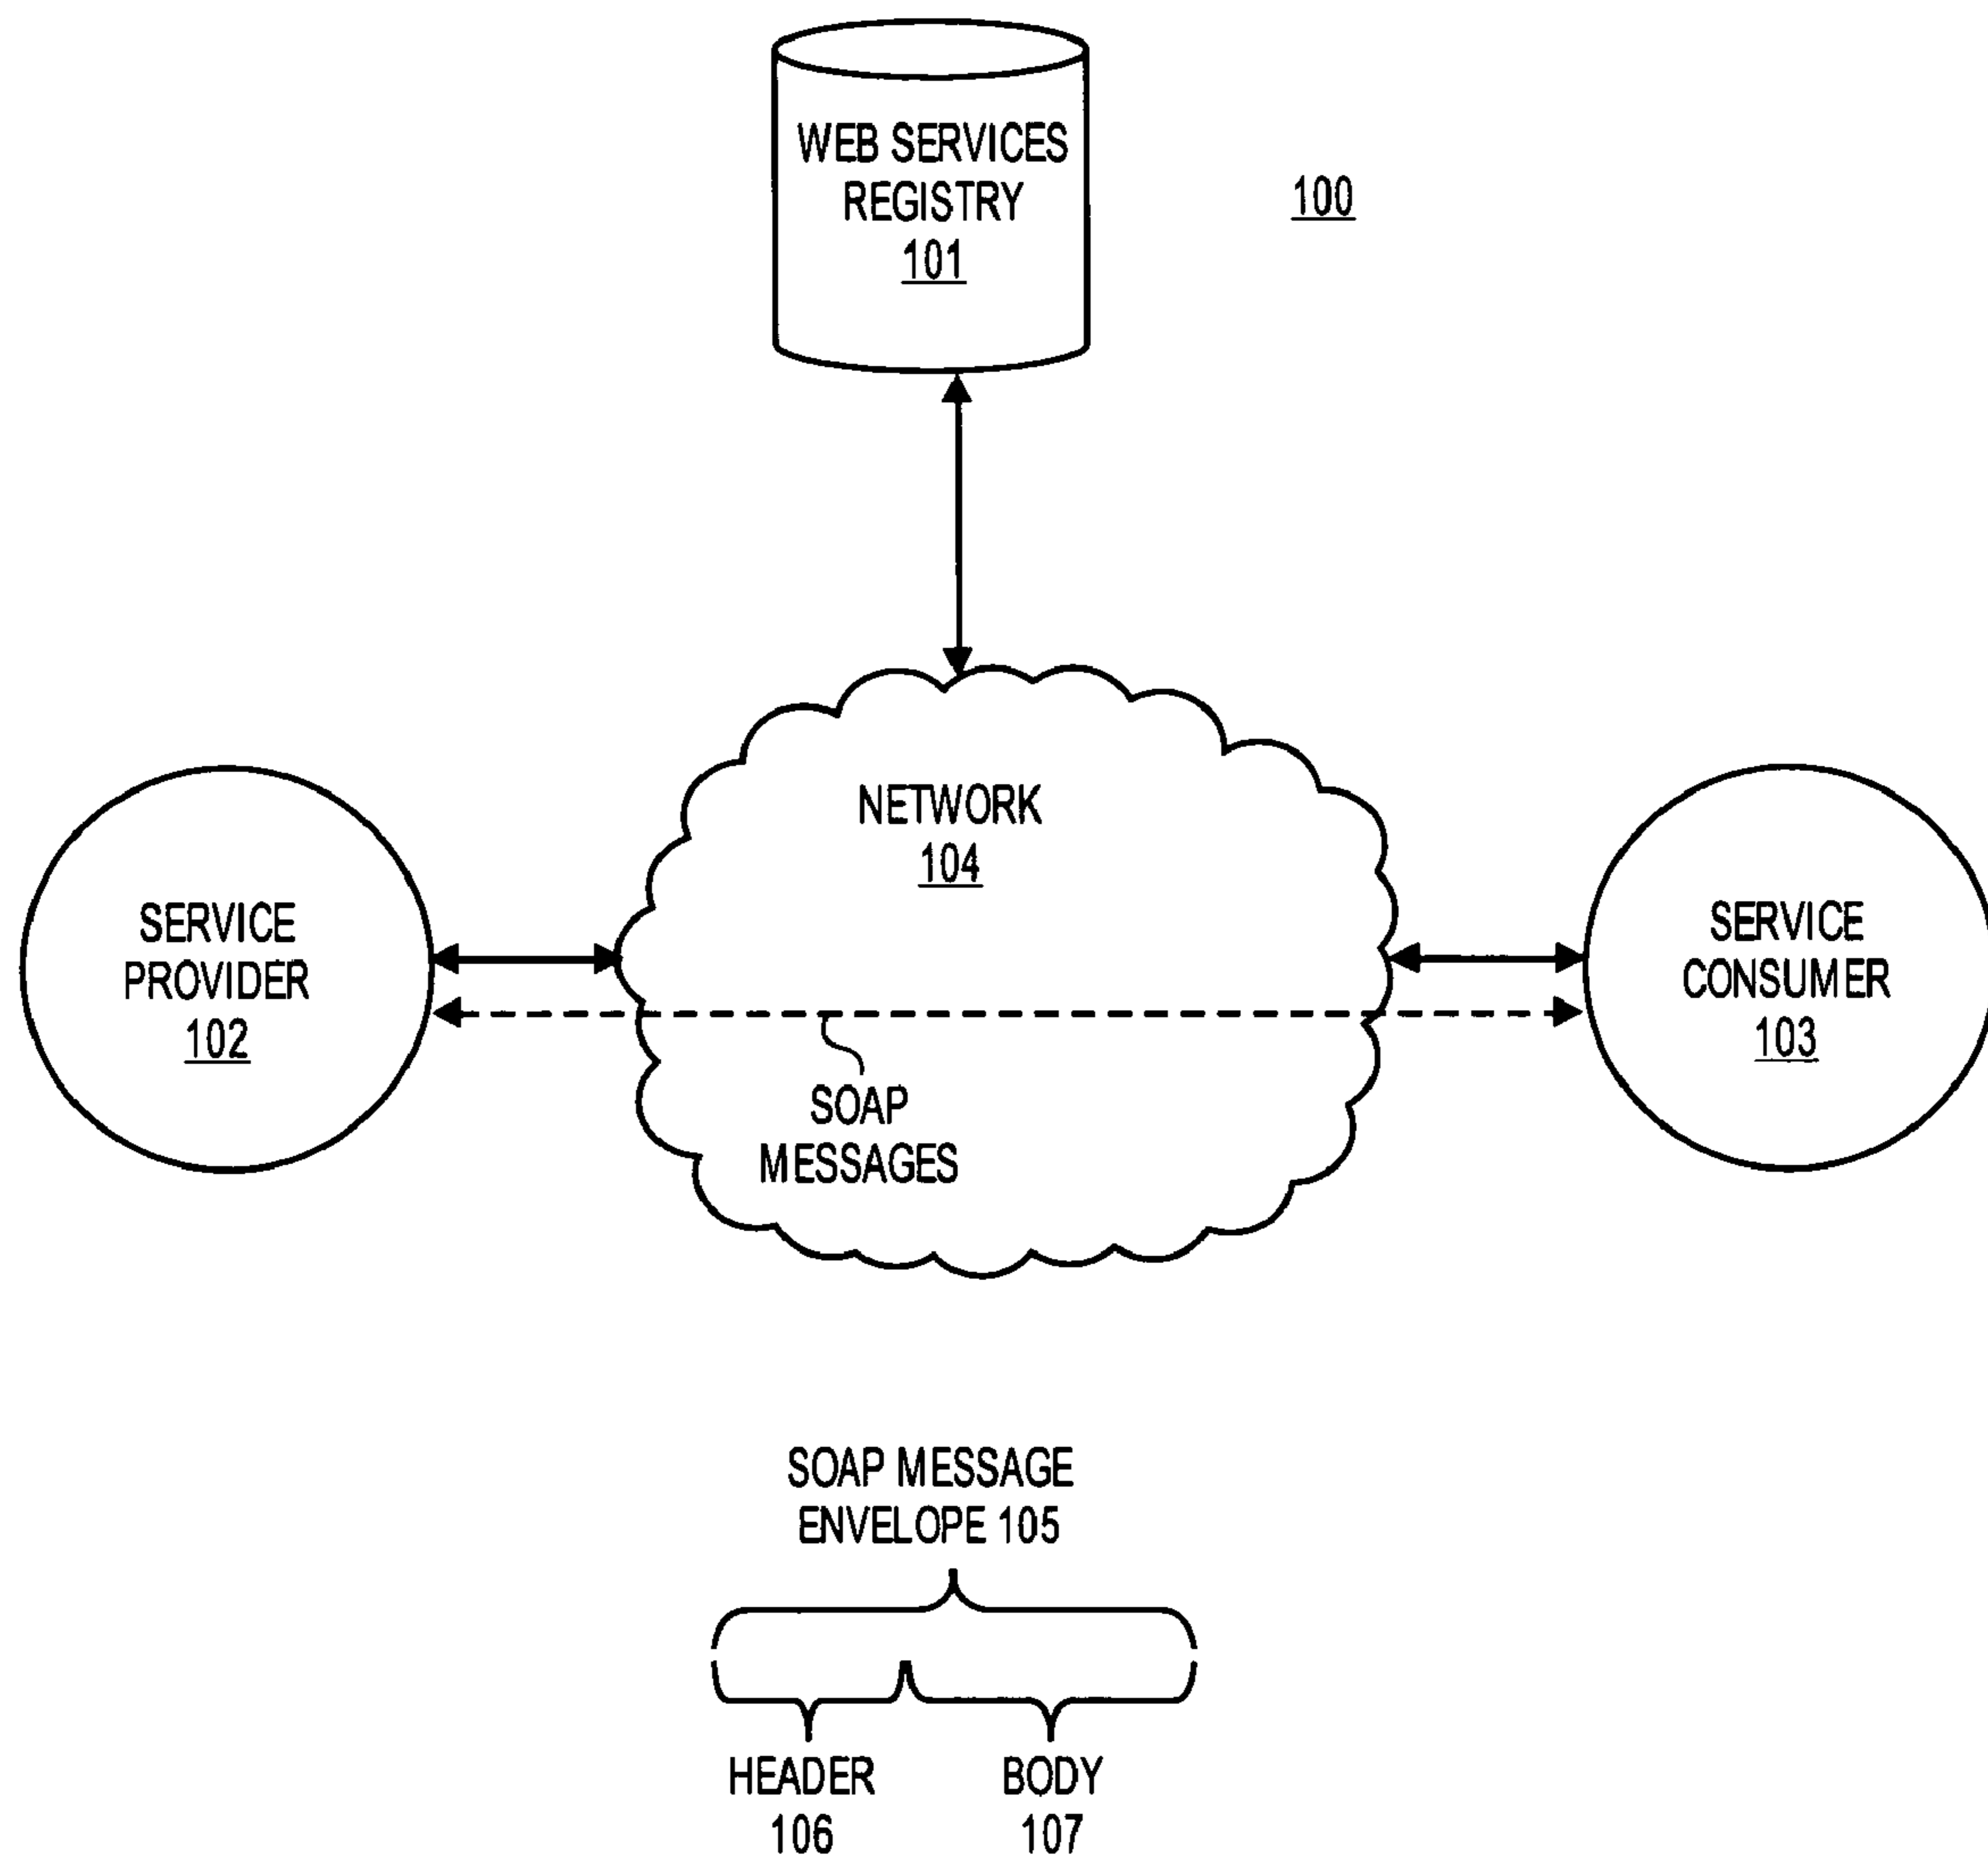 WEB SERVICES
REGISTRY
101
100
NETWORK
104
SERVICE
PROVIDER
102
SERVICE
CONSUMER
103
SOAP
MESSAGES
SOAP MESSAGE
ENVELOPE 105
HEADER
106
BODY
107